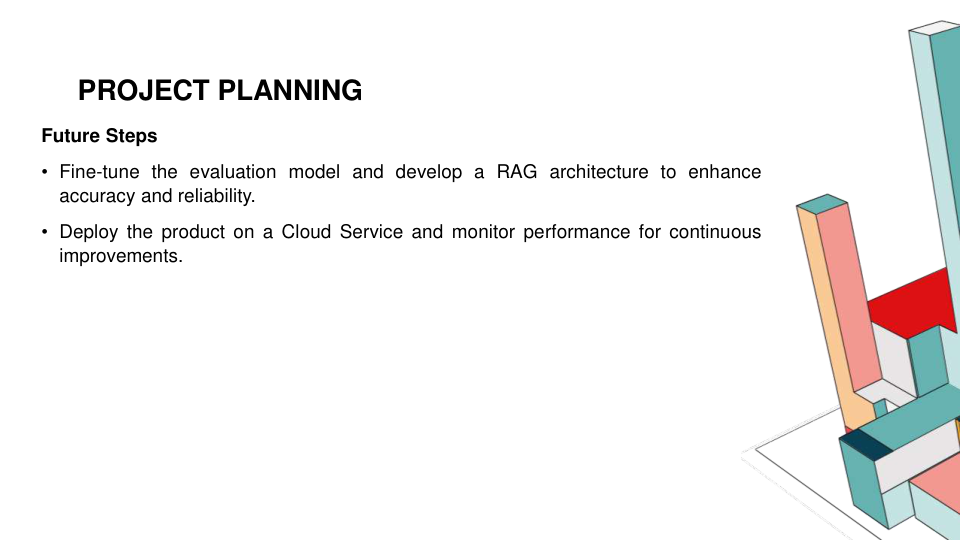 PROJECT PLANNING
Future Steps
• Fine-tune the evaluation model and develop a RAG architecture to enhance
accuracy and reliability.
• Deploy the product on a Cloud Service and monitor performance for continuous
improvements.